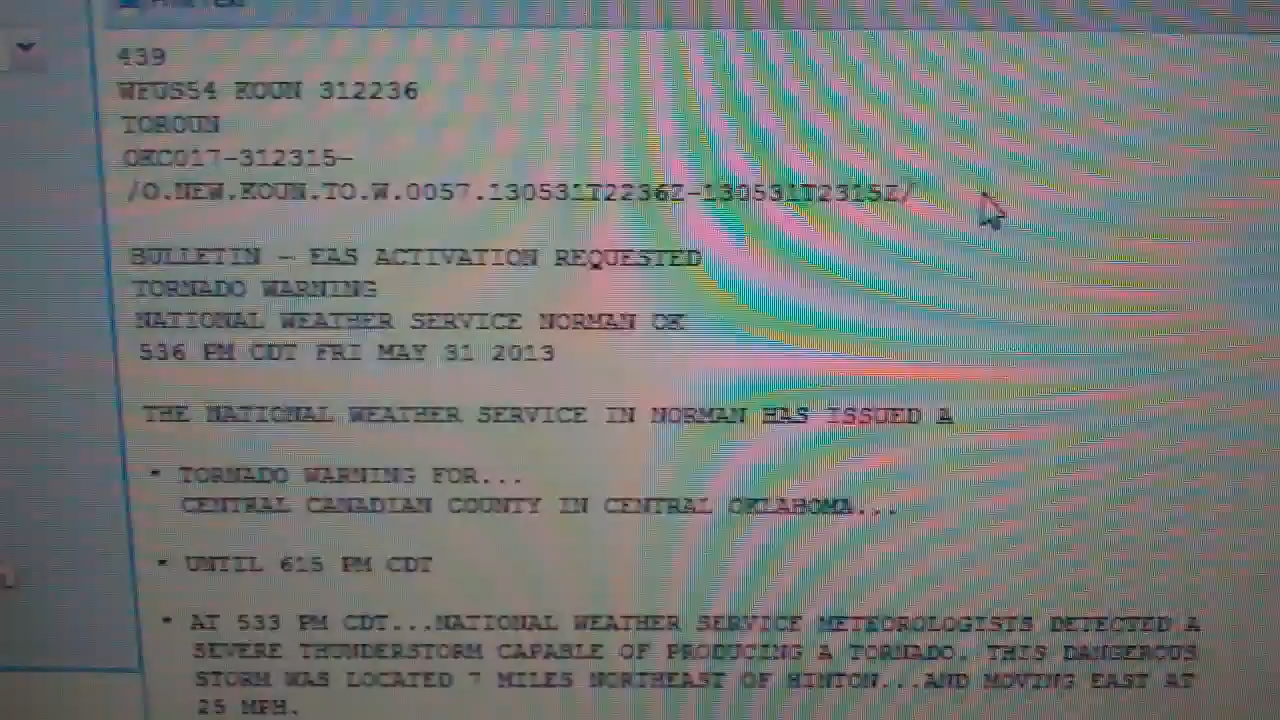 439
WFUS54 KOUN 312236
TOROUN
OKC017-312315-
/O.NEW.KOUN.TO.W.0057.130531T2236Z-130531T2315Z/
BULLETIN - EAS ACTIVATION REQUESTED
TORNADO WARNING
NATIONAL WEATHER SERVICE NORMAN OK
536 PM CDT FRI MAY 31 2013
THE NATIONAL WEATHER SERVICE IN NORMAN HAS ISSUED A
* TORNADO WARNING FOR...
CENTRAL CANADIAN COUNTY IN CENTRAL OKLAHOMA...
* UNTIL 615 PM CDT
* AT 533 PM CDT...NATIONAL WEATHER SERVICE METEOROLOGISTS DETECTED A
SEVERE THUNDERSTORM CAPABLE OF PRODUCING A TORNADO. THIS DANGEROUS
STORM WAS LOCATED 7 MILES NORTHEAST OF HINTON...AND MOVING EAST AT
25 MPH.